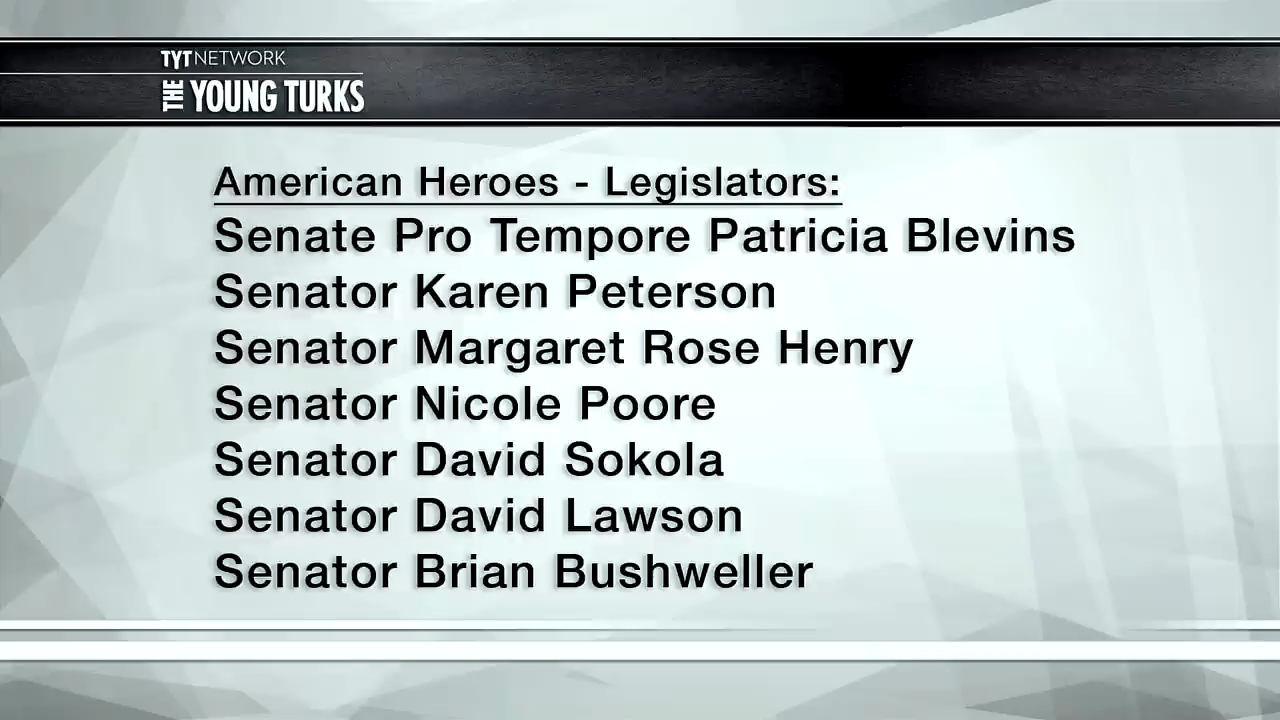 TYT NETWORK
THE YOUNG TURKS
American Heroes - Legislators:
Senate Pro Tempore Patricia Blevins
Senator Karen Peterson
Senator Margaret Rose Henry
Senator Nicole Poore
Senator David Sokola
Senator David Lawson
Senator Brian Bushweller